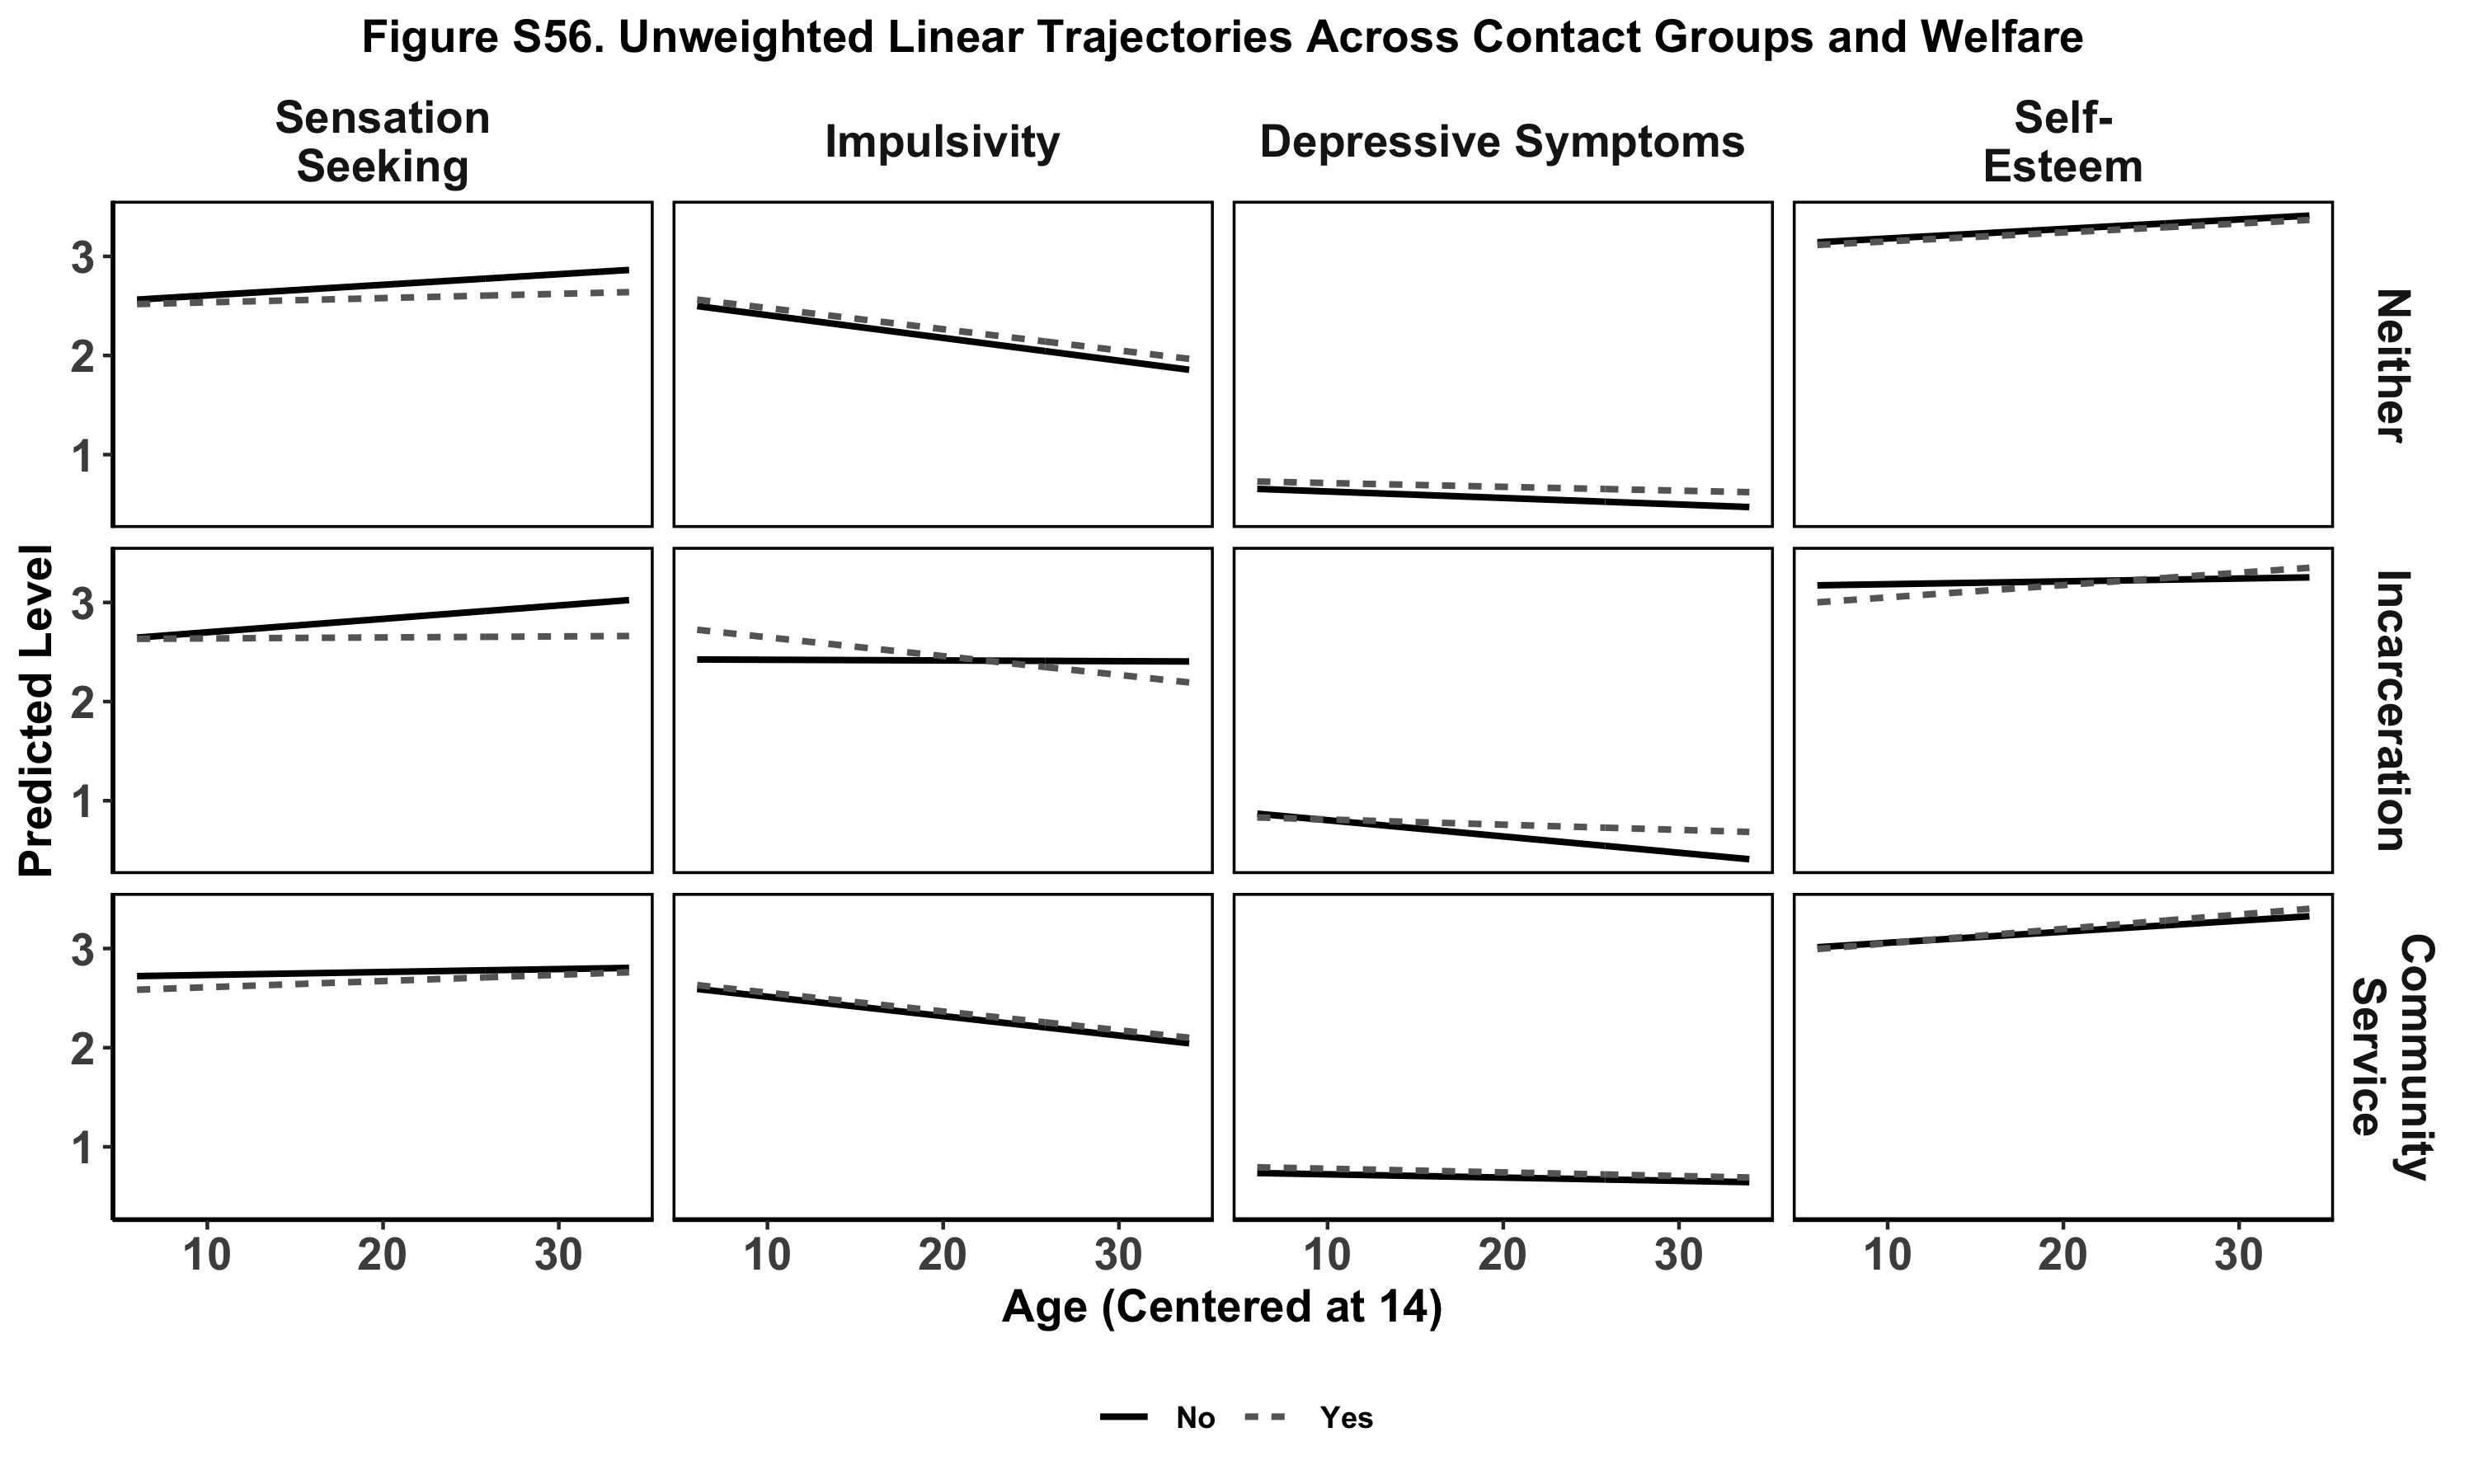 Figure S56. Unweighted Linear Trajectories Across Contact Groups and Welfare
Sensation
Seeking
Impulsivity
Depressive Symptoms
Self-
Esteem
3
2
1
Neither
Predicted Level
3
2
1
Incarceration
3
2
1
Community
Service
10 20 30
10 20 30
10 20 30
10 20 30
Age (Centered at 14)
No Yes